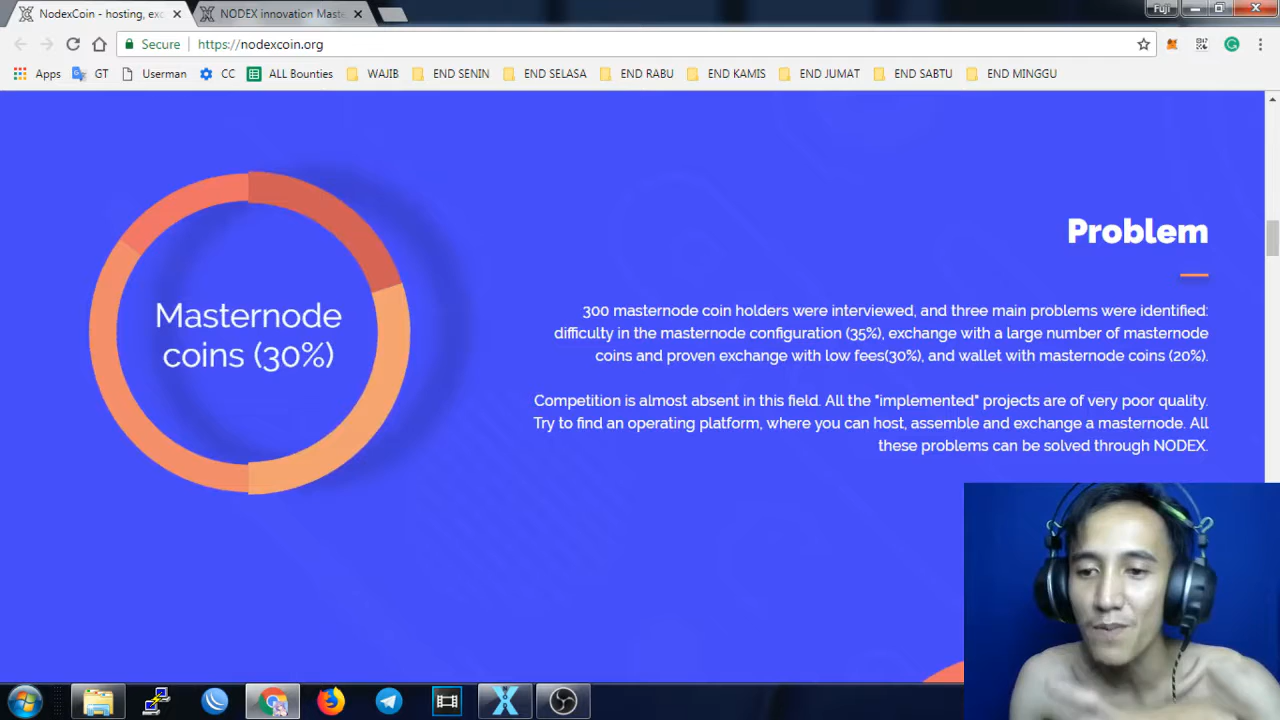 NodexCoin - hosting, exc
NODEX innovation Maste
Fuji
Secure
https://nodexcoin.org
Apps
GT
Userman
CC
ALL Bounties
WAJIB
END SENIN
END SELASA
END RABU
END KAMIS
END JUMAT
END SABTU
END MINGGU
Masternode
coins (30%)
Problem
300 masternode coin holders were interviewed, and three main problems were identified:
difficulty in the masternode configuration (35%), exchange with a large number of masternode
coins and proven exchange with low fees(30%), and wallet with masternode coins (20%).
Competition is almost absent in this field. All the "implemented" projects are of very poor quality.
Try to find an operating platform, where you can host, assemble and exchange a masternode. All
these problems can be solved through NODEX.